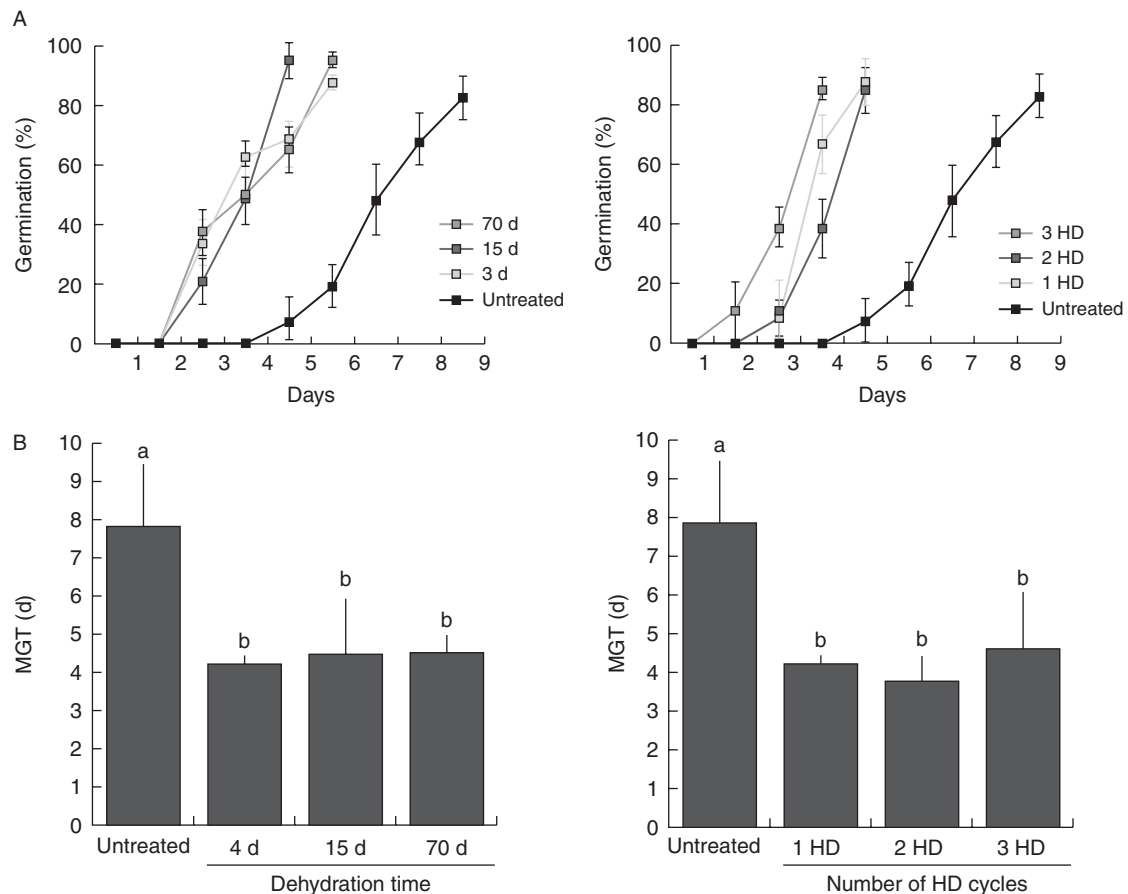 A
100
80
60
40
20
0
Germination (%)
70 d
15 d
3 d
Untreated
1 2 3 4 5 6 7 8 9
Days
100
80
60
40
20
0
Germination (%)
3 HD
2 HD
1 HD
Untreated
1 2 3 4 5 6 7 8 9
Days
B
10
9
8
7
6
5
4
3
2
1
0
MGT (d)
a
b
b
b
Untreated 4 d 15 d 70 d
Dehydration time
10
9
8
7
6
5
4
3
2
1
0
MGT (d)
a
b
b
b
Untreated 1 HD 2 HD 3 HD
Number of HD cycles